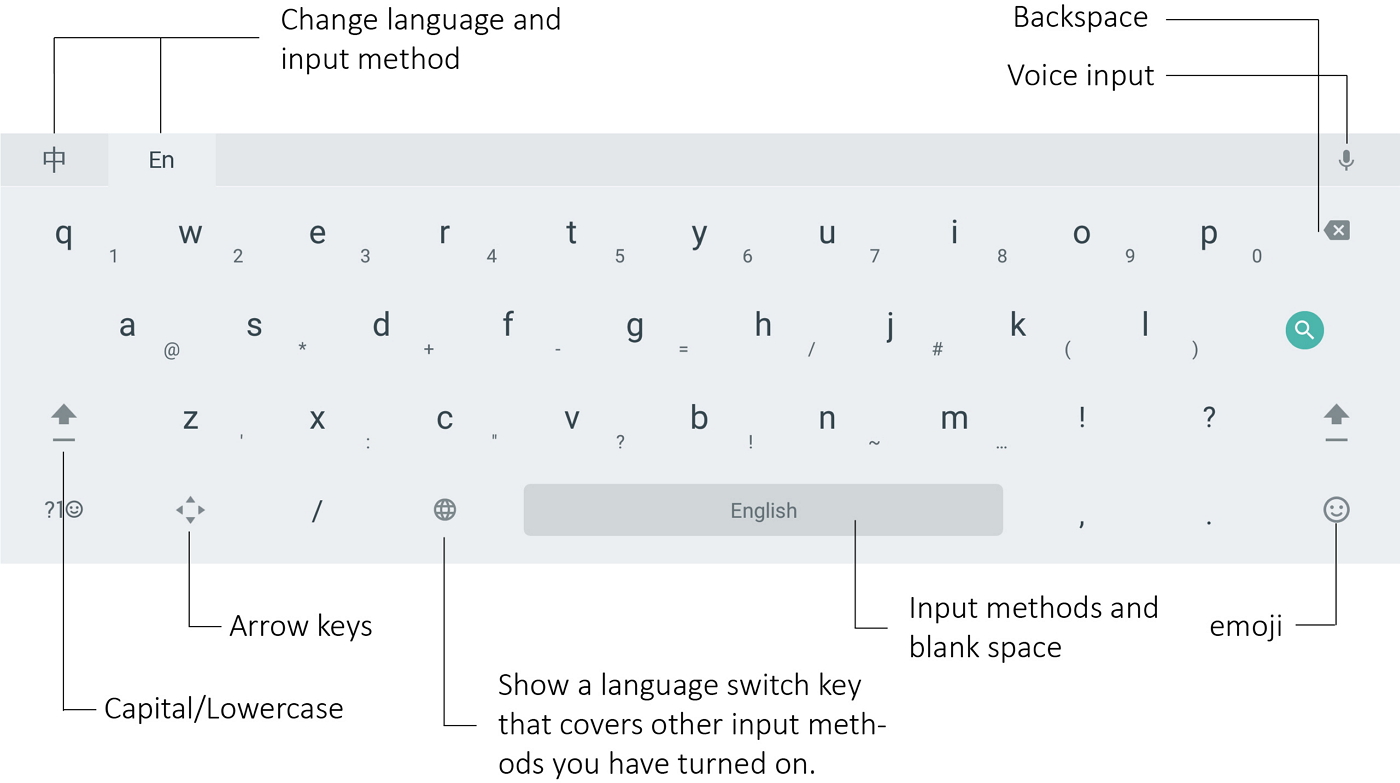 Change language and
input method
Backspace
Voice input
中 En
q 1 w 2 e 3 r 4 t 5 y 6 u 7 i 8 o 9 p 0
a @ s * d + f - g = h / j # k ( l )
z ' x : c " v ? b ! n ~ m … ! ?
?1☺ / English , .
Arrow keys
Input methods and
blank space
emoji
Capital/Lowercase
Show a language switch key
that covers other input meth-
ods you have turned on.